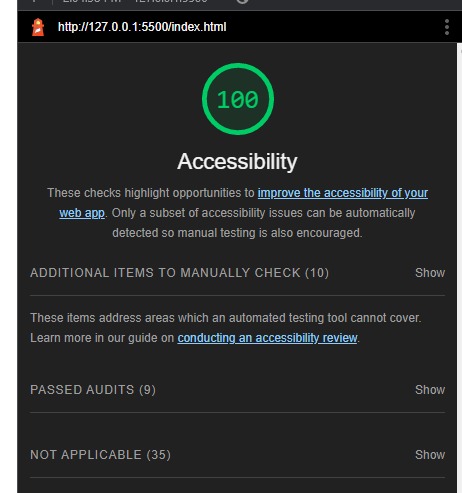 http://127.0.0.1:5500/index.html
100
Accessibility
These checks highlight opportunities to improve the accessibility of your
web app. Only a subset of accessibility issues can be automatically
detected so manual testing is also encouraged.
ADDITIONAL ITEMS TO MANUALLY CHECK (10) Show
These items address areas which an automated testing tool cannot cover.
Learn more in our guide on conducting an accessibility review.
PASSED AUDITS (9) Show
NOT APPLICABLE (35) Show